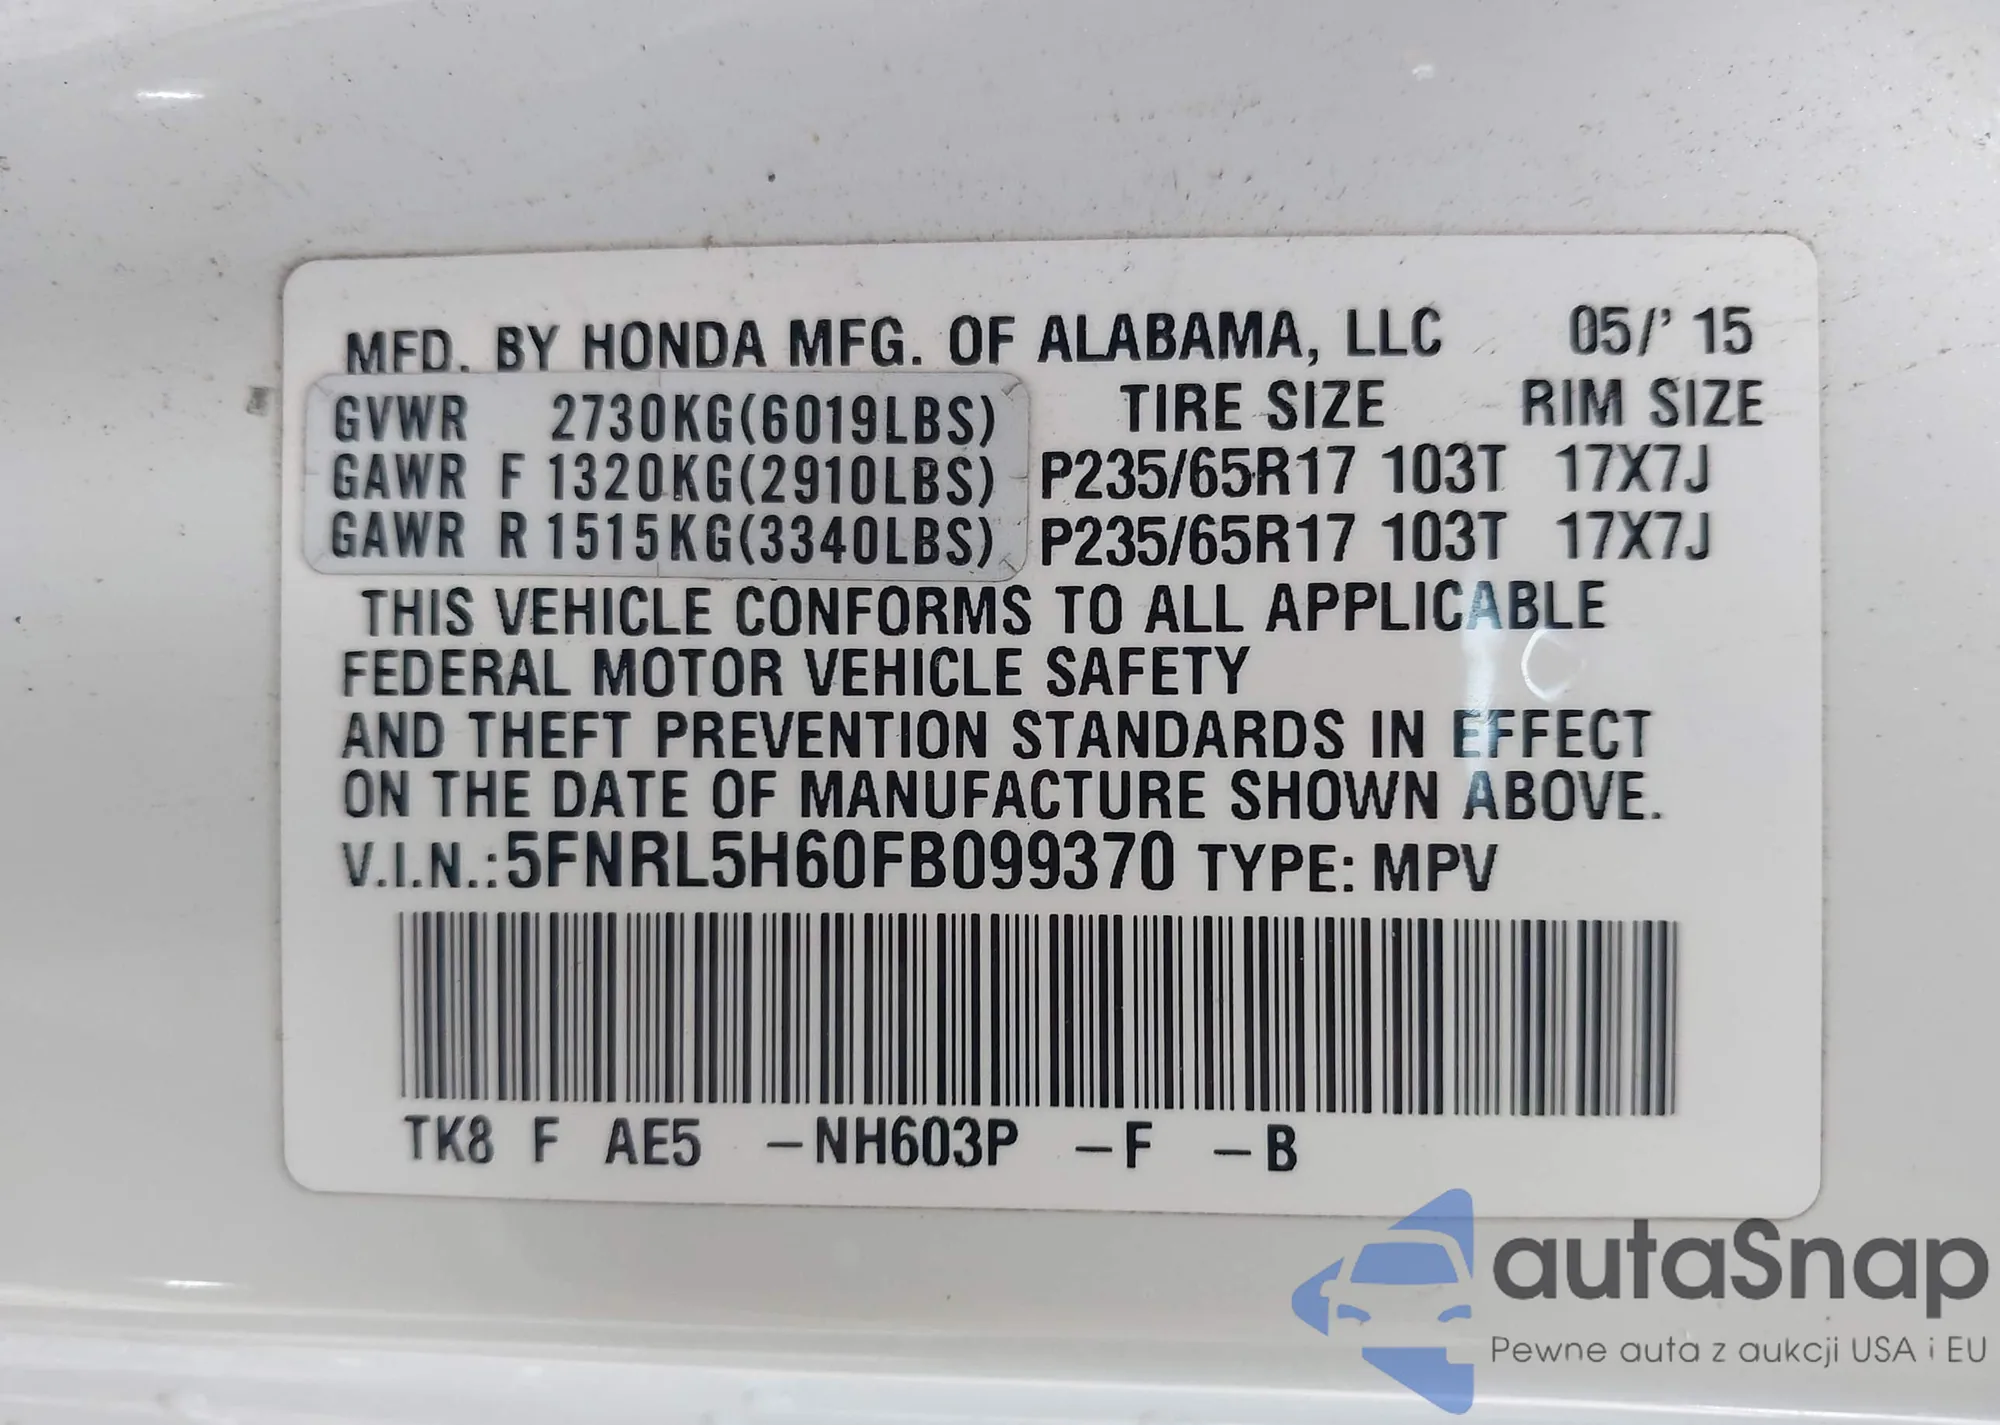 MFD. BY HONDA MFG. OF ALABAMA, LLC 05/' 15
GVWR 2730KG(6019LBS) TIRE SIZE RIM SIZE
GAWR F 1320KG(2910LBS) P235/65R17 103T 17X7J
GAWR R 1515KG(3340LBS) P235/65R17 103T 17X7J
THIS VEHICLE CONFORMS TO ALL APPLICABLE
FEDERAL MOTOR VEHICLE SAFETY
AND THEFT PREVENTION STANDARDS IN EFFECT
ON THE DATE OF MANUFACTURE SHOWN ABOVE.
V.I.N.:5FNRL5H60FB099370 TYPE: MPV
TK8 F AE5 -NH603P -F -B
autaSnap
Pewne auta z aukcji USA i EU